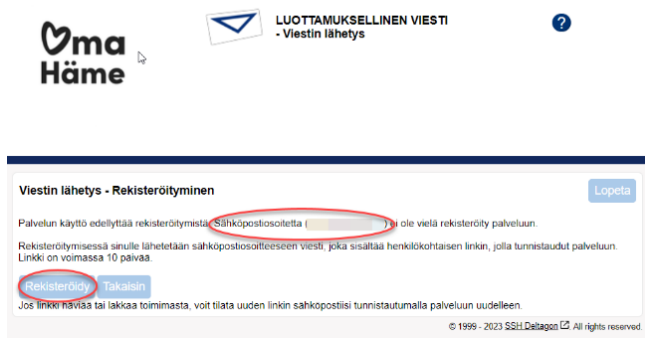 Oma
Häme
LUOTTAMUKSELLINEN VIESTI
- Viestin lähetys
?
Viestin lähetys - Rekisteröityminen
Lopeta
Palvelun käyttö edellyttää rekisteröitymistä. Sähköpostiosoitetta ( ) ei ole vielä rekisteröity palveluun.
Rekisteröitymisessä sinulle lähetetään sähköpostiosoitteeseen viesti, joka sisältää henkilökohtaisen linkin, jolla tunnistaudut palveluun.
Linkki on voimassa 10 päivää.
Rekisteröidy
Takaisin
Jos linkki häviää tai lakkaa toimimasta, voit tilata uuden linkin sähköpostiisi tunnistautumalla palveluun uudelleen.
© 1999 - 2023 SSH Deltagon All rights reserved.